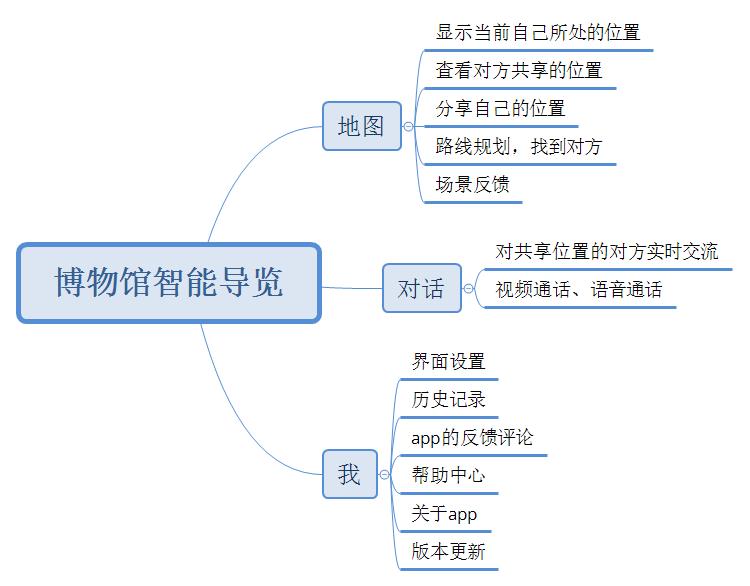 博物馆智能导览
地图
显示当前自己所处的位置
查看对方共享的位置
分享自己的位置
路线规划，找到对方
场景反馈
对话
对共享位置的对方实时交流
视频通话、语音通话
我
界面设置
历史记录
app的反馈评论
帮助中心
关于app
版本更新